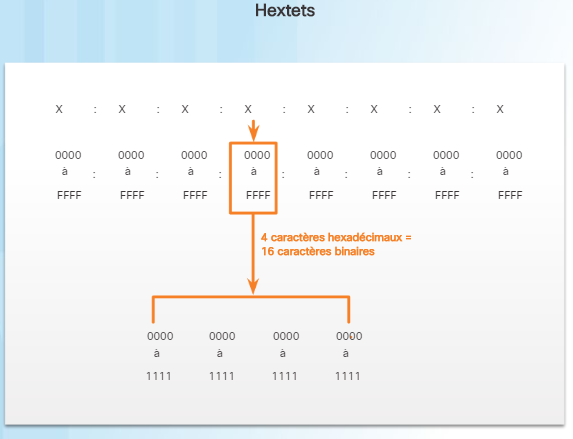 Hextets
X : X : X : X : X : X : X : X
0000 0000 0000 0000 0000 0000 0000 0000
à : à : à : à : à : à : à : à
FFFF FFFF FFFF FFFF FFFF FFFF FFFF FFFF
4 caractères hexadécimaux =
16 caractères binaires
0000 0000 0000 0000
à à à à
1111 1111 1111 1111